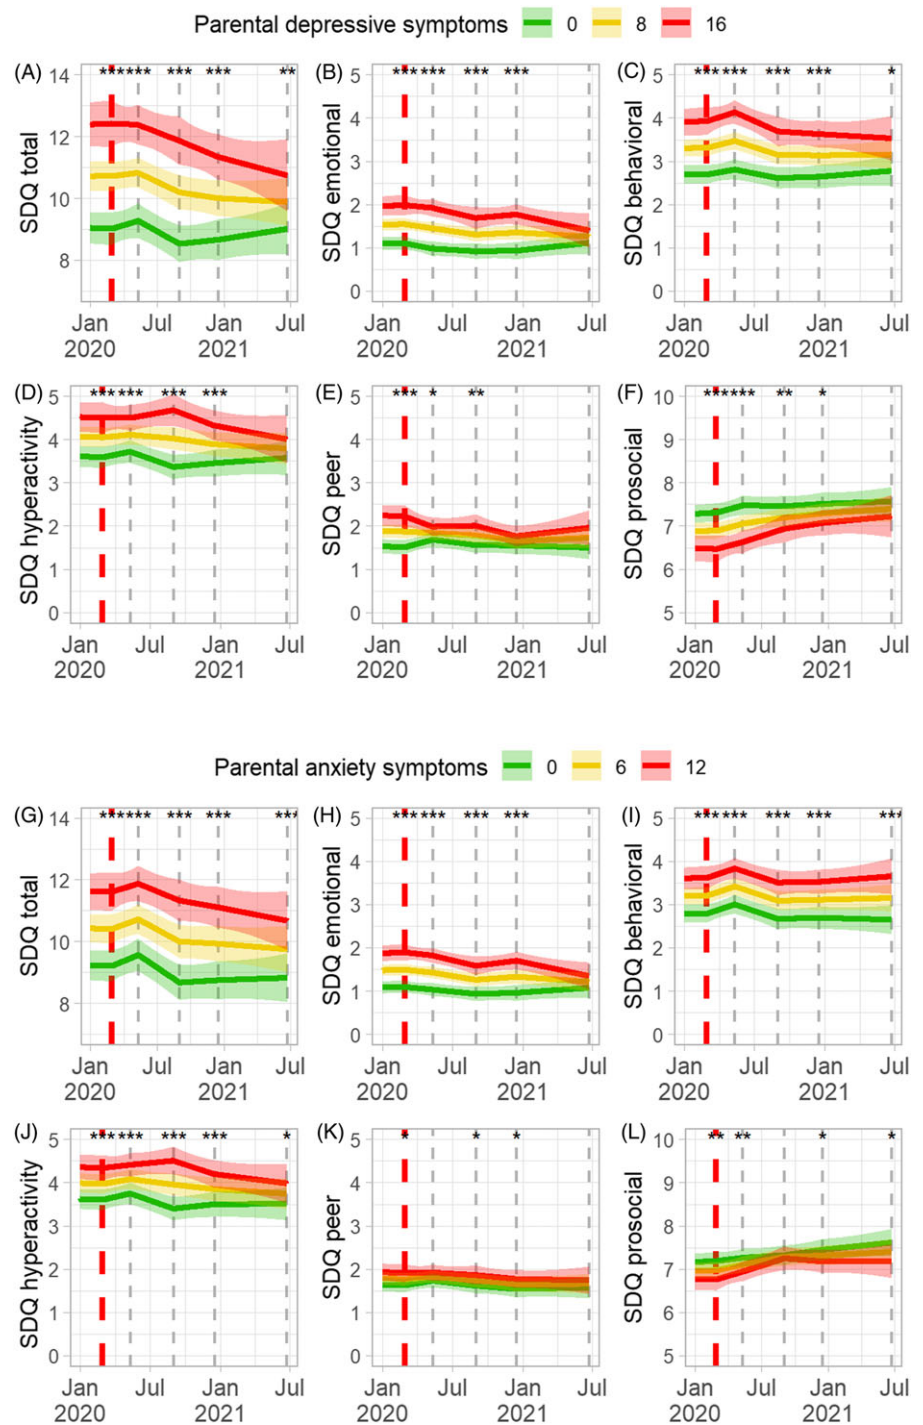 Parental depressive symptoms 0 8 16
(A) *** *** *** *** **
SDQ total
14
12
10
8
Jan 2020 Jul Jan 2021 Jul
(B) *** *** *** ***
SDQ emotional
5
4
3
2
1
0
Jan 2020 Jul Jan 2021 Jul
(C) *** *** *** *** *
SDQ behavioral
5
4
3
2
1
0
Jan 2020 Jul Jan 2021 Jul
(D) *** *** *** ***
SDQ hyperactivity
5
4
3
2
1
0
Jan 2020 Jul Jan 2021 Jul
(E) *** * **
SDQ peer
5
4
3
2
1
0
Jan 2020 Jul Jan 2021 Jul
(F) *** *** ** *
SDQ prosocial
10
9
8
7
6
5
Jan 2020 Jul Jan 2021 Jul
Parental anxiety symptoms 0 6 12
(G) *** *** *** *** ***
SDQ total
14
12
10
8
Jan 2020 Jul Jan 2021 Jul
(H) *** *** *** ***
SDQ emotional
5
4
3
2
1
0
Jan 2020 Jul Jan 2021 Jul
(I) *** *** *** *** ***
SDQ behavioral
5
4
3
2
1
0
Jan 2020 Jul Jan 2021 Jul
(J) *** *** *** *** *
SDQ hyperactivity
5
4
3
2
1
0
Jan 2020 Jul Jan 2021 Jul
(K) * * *
SDQ peer
5
4
3
2
1
0
Jan 2020 Jul Jan 2021 Jul
(L) ** ** * *
SDQ prosocial
10
9
8
7
6
5
Jan 2020 Jul Jan 2021 Jul